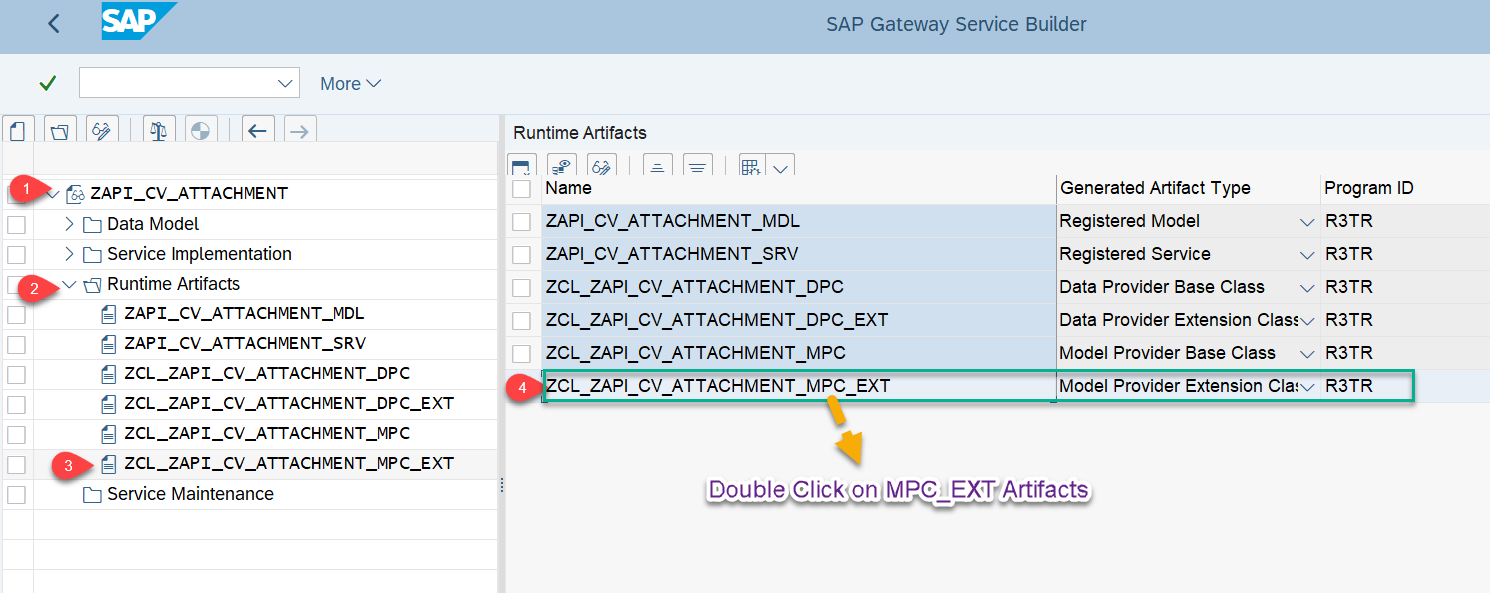 SAP
SAP Gateway Service Builder
More
Runtime Artifacts
1 ZAPI_CV_ATTACHMENT
Data Model
Service Implementation
2 Runtime Artifacts
ZAPI_CV_ATTACHMENT_MDL
ZAPI_CV_ATTACHMENT_SRV
ZCL_ZAPI_CV_ATTACHMENT_DPC
ZCL_ZAPI_CV_ATTACHMENT_DPC_EXT
ZCL_ZAPI_CV_ATTACHMENT_MPC
3 ZCL_ZAPI_CV_ATTACHMENT_MPC_EXT
Service Maintenance
Name Generated Artifact Type Program ID
ZAPI_CV_ATTACHMENT_MDL Registered Model R3TR
ZAPI_CV_ATTACHMENT_SRV Registered Service R3TR
ZCL_ZAPI_CV_ATTACHMENT_DPC Data Provider Base Class R3TR
ZCL_ZAPI_CV_ATTACHMENT_DPC_EXT Data Provider Extension Class R3TR
ZCL_ZAPI_CV_ATTACHMENT_MPC Model Provider Base Class R3TR
4 ZCL_ZAPI_CV_ATTACHMENT_MPC_EXT Model Provider Extension Clas R3TR
Double Click on MPC_EXT Artifacts